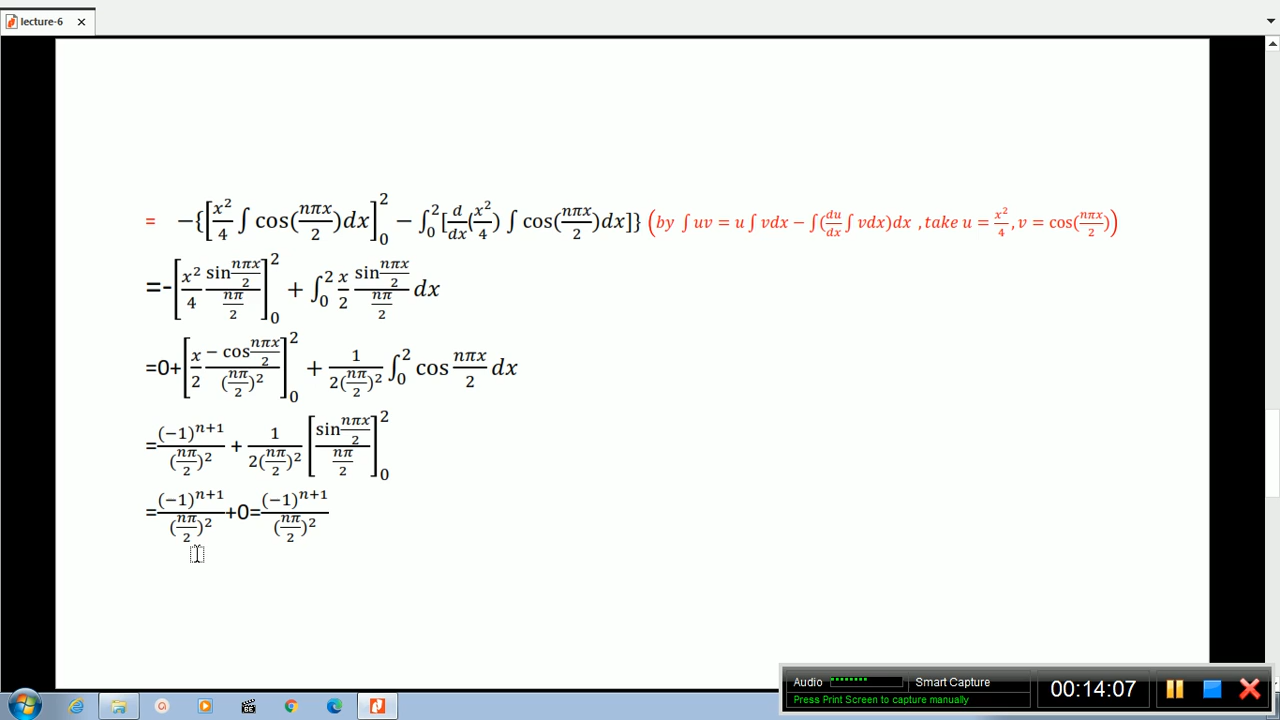 lecture-6
= −{[x²/4 ∫ cos(nπx/2)dx]₀² − ∫₀²[d/dx(x²/4) ∫ cos(nπx/2)dx]} (by ∫ uv = u ∫ vdx − ∫(du/dx ∫ vdx)dx , take u = x²/4, v = cos(nπx/2))
=-[x²/4 sin(nπx/2)/(nπ/2)]₀² + ∫₀² x/2 sin(nπx/2)/(nπ/2) dx
=0+[x/2 − cos(nπx/2)/(nπ/2)²]₀² + 1/2(nπ/2)² ∫₀² cos nπx/2 dx
=(−1)ⁿ⁺¹/(nπ/2)² + 1/2(nπ/2)² [sin(nπx/2)/(nπ/2)]₀²
=(−1)ⁿ⁺¹/(nπ/2)²+0=(−1)ⁿ⁺¹/(nπ/2)²
Audio Smart Capture
Press Print Screen to capture manually
00:14:07